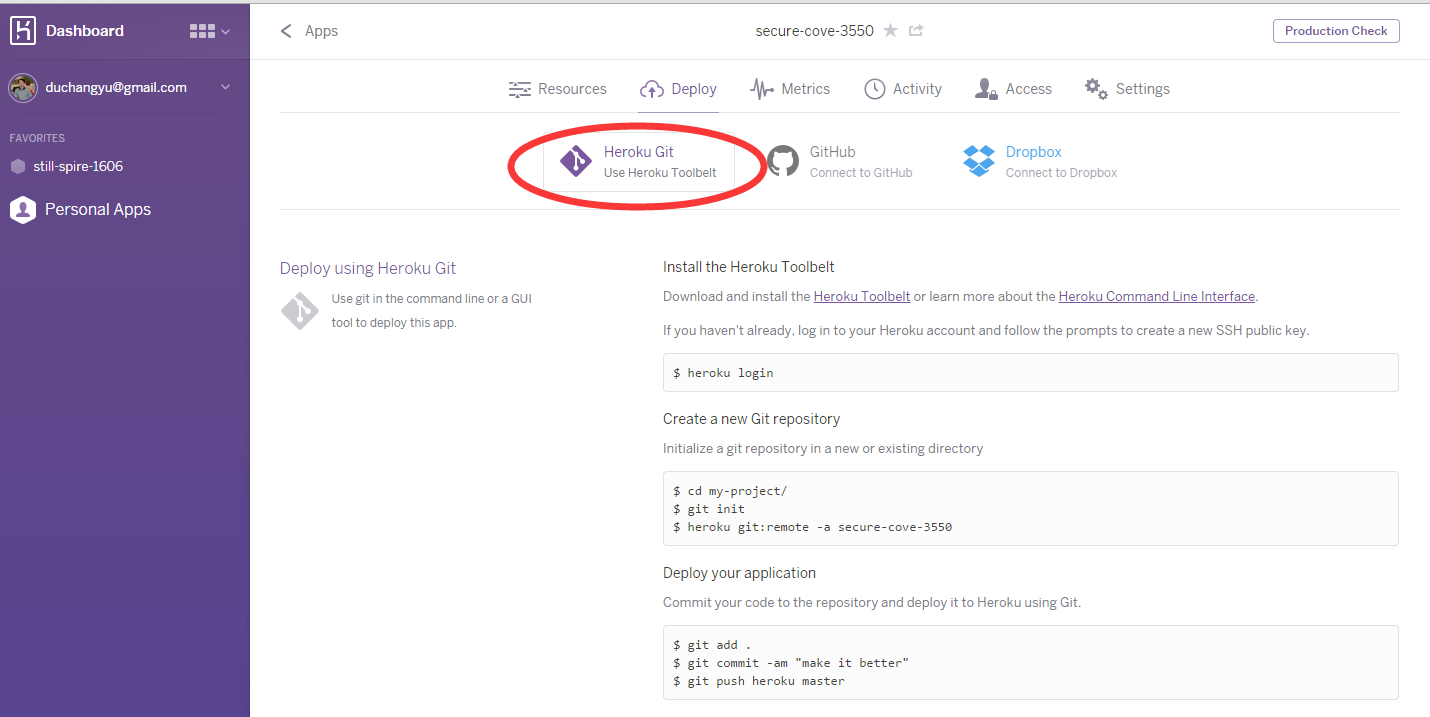 Dashboard
Apps
secure-cove-3550
Production Check
duchangyu@gmail.com
FAVORITES
still-spire-1606
Personal Apps
Resources
Deploy
Metrics
Activity
Access
Settings
Heroku Git
Use Heroku Toolbelt
GitHub
Connect to GitHub
Dropbox
Connect to Dropbox
Deploy using Heroku Git
Use git in the command line or a GUI
tool to deploy this app.
Install the Heroku Toolbelt
Download and install the Heroku Toolbelt or learn more about the Heroku Command Line Interface.
If you haven't already, log in to your Heroku account and follow the prompts to create a new SSH public key.
$ heroku login
Create a new Git repository
Initialize a git repository in a new or existing directory
$ cd my-project/
$ git init
$ heroku git:remote -a secure-cove-3550
Deploy your application
Commit your code to the repository and deploy it to Heroku using Git.
$ git add .
$ git commit -am "make it better"
$ git push heroku master